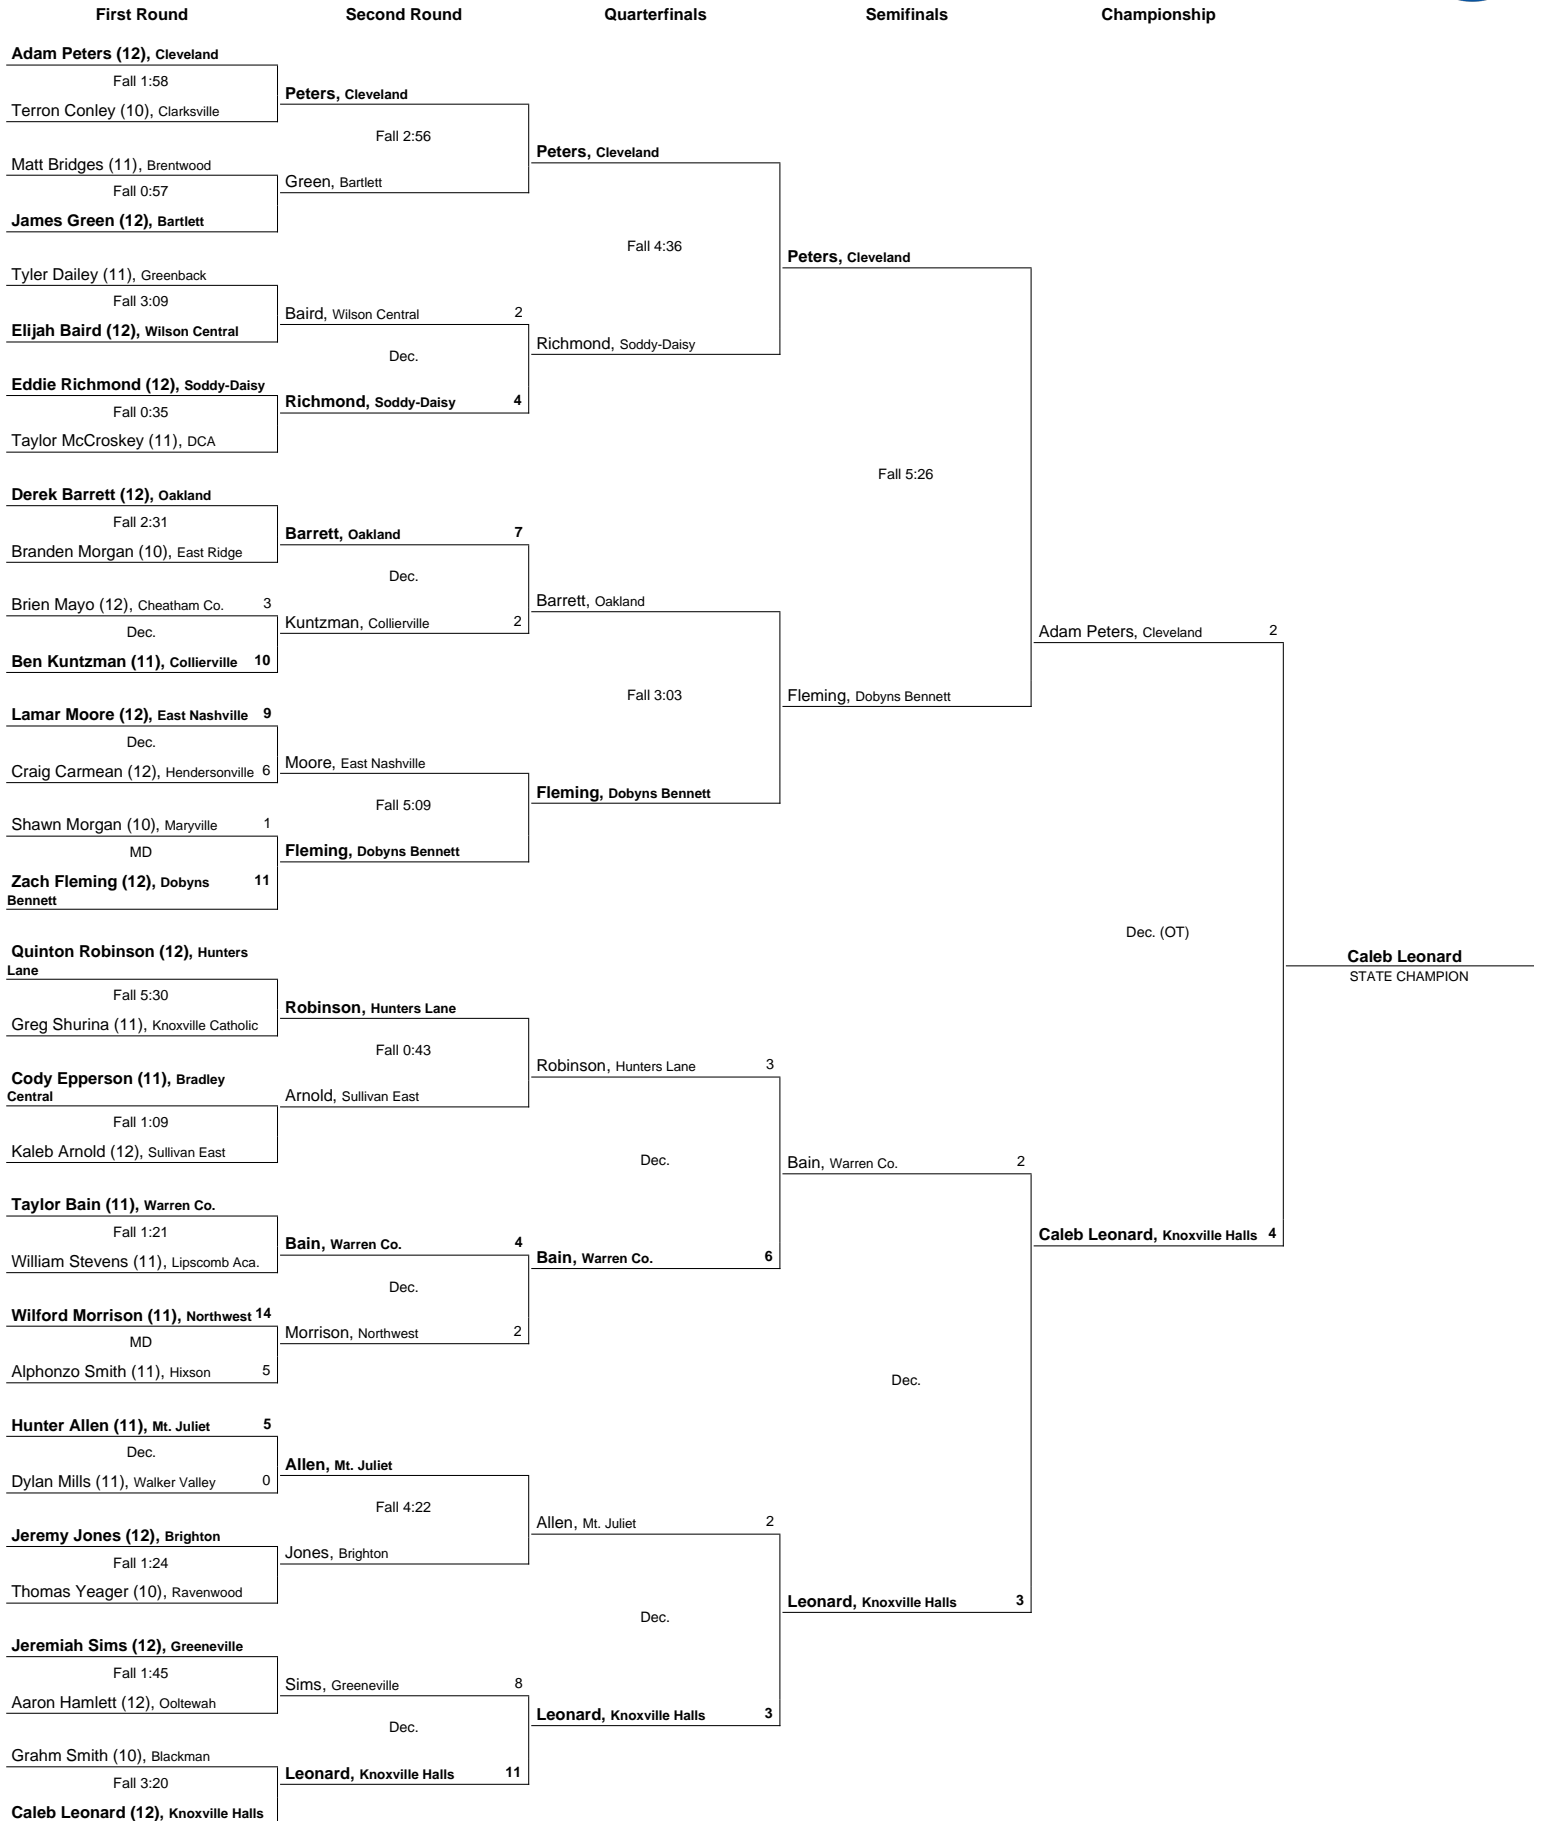 First Round
Second Round
Quarterfinals
Semifinals
Championship
Adam Peters (12), Cleveland
Fall 1:58
Terron Conley (10), Clarksville
Matt Bridges (11), Brentwood
Fall 0:57
James Green (12), Bartlett
Tyler Dailey (11), Greenback
Fall 3:09
Elijah Baird (12), Wilson Central
Eddie Richmond (12), Soddy-Daisy
Fall 0:35
Taylor McCroskey (11), DCA
Derek Barrett (12), Oakland
Fall 2:31
Branden Morgan (10), East Ridge
Brien Mayo (12), Cheatham Co. 3
Dec.
Ben Kuntzman (11), Collierville 10
Lamar Moore (12), East Nashville 9
Dec.
Craig Carmean (12), Hendersonville 6
Shawn Morgan (10), Maryville 1
MD
Zach Fleming (12), Dobyns 11
Bennett
Quinton Robinson (12), Hunters
Lane
Fall 5:30
Greg Shurina (11), Knoxville Catholic
Cody Epperson (11), Bradley
Central
Fall 1:09
Kaleb Arnold (12), Sullivan East
Taylor Bain (11), Warren Co.
Fall 1:21
William Stevens (11), Lipscomb Aca.
Wilford Morrison (11), Northwest 14
MD
Alphonzo Smith (11), Hixson 5
Hunter Allen (11), Mt. Juliet 5
Dec.
Dylan Mills (11), Walker Valley 0
Jeremy Jones (12), Brighton
Fall 1:24
Thomas Yeager (10), Ravenwood
Jeremiah Sims (12), Greeneville
Fall 1:45
Aaron Hamlett (12), Ooltewah
Grahm Smith (10), Blackman
Fall 3:20
Caleb Leonard (12), Knoxville Halls
Peters, Cleveland
Fall 2:56
Green, Bartlett
Baird, Wilson Central 2
Dec.
Richmond, Soddy-Daisy 4
Barrett, Oakland 7
Dec.
Kuntzman, Collierville 2
Moore, East Nashville
Fall 5:09
Fleming, Dobyns Bennett
Robinson, Hunters Lane
Fall 0:43
Arnold, Sullivan East
Bain, Warren Co. 4
Dec.
Morrison, Northwest 2
Allen, Mt. Juliet
Fall 4:22
Jones, Brighton
Sims, Greeneville 8
Dec.
Leonard, Knoxville Halls 11
Peters, Cleveland
Fall 4:36
Richmond, Soddy-Daisy
Barrett, Oakland
Fall 3:03
Fleming, Dobyns Bennett
Robinson, Hunters Lane 3
Dec.
Bain, Warren Co. 6
Allen, Mt. Juliet 2
Dec.
Leonard, Knoxville Halls 3
Peters, Cleveland
Fall 5:26
Fleming, Dobyns Bennett
Bain, Warren Co. 2
Dec.
Leonard, Knoxville Halls 3
Adam Peters, Cleveland 2
Dec. (OT)
Caleb Leonard, Knoxville Halls 4
Caleb Leonard
STATE CHAMPION